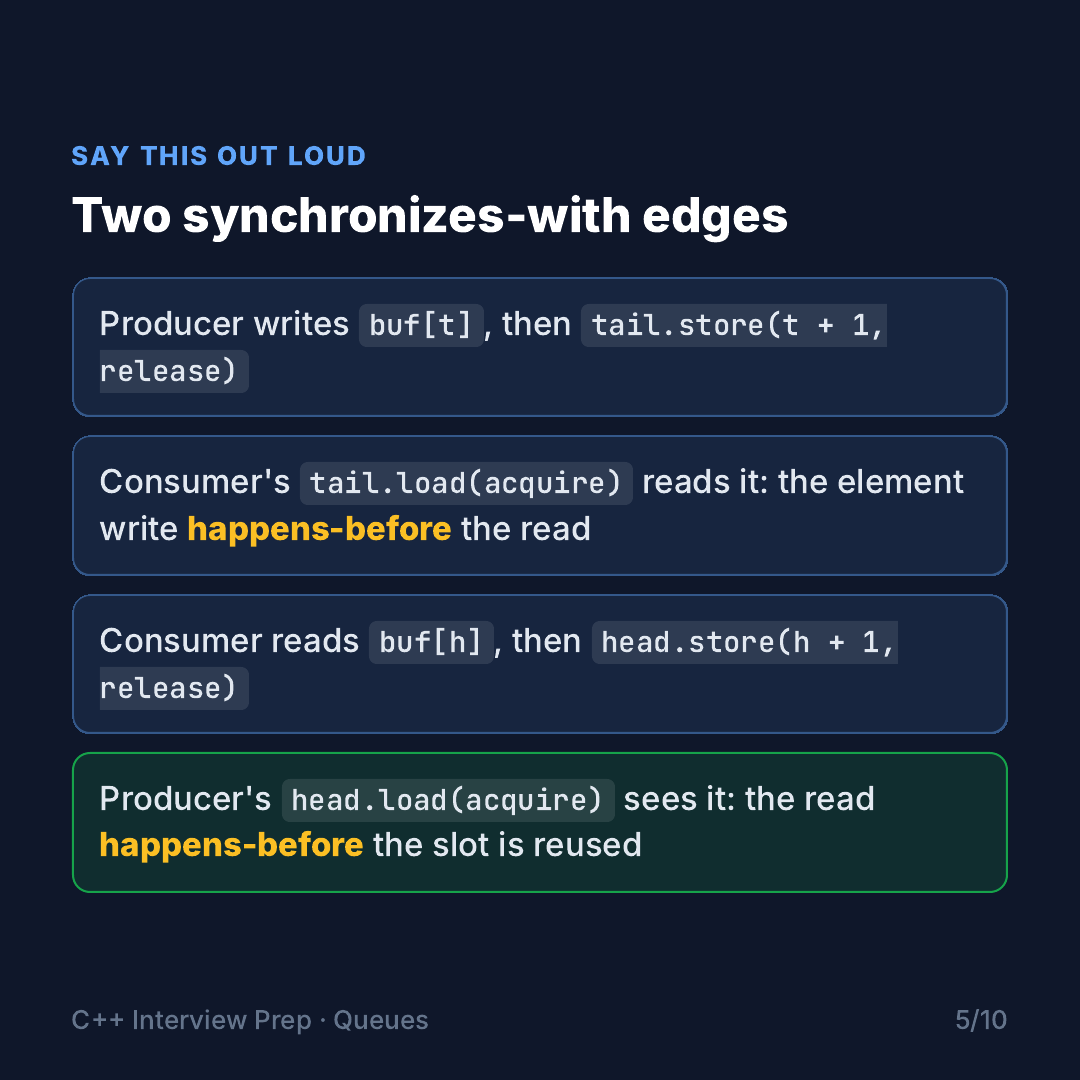 SAY THIS OUT LOUD
Two synchronizes-with edges
Producer writes buf[t], then tail.store(t + 1,
release)
Consumer's tail.load(acquire) reads it: the element
write happens-before the read
Consumer reads buf[h], then head.store(h + 1,
release)
Producer's head.load(acquire) sees it: the read
happens-before the slot is reused
C++ Interview Prep · Queues
5/10